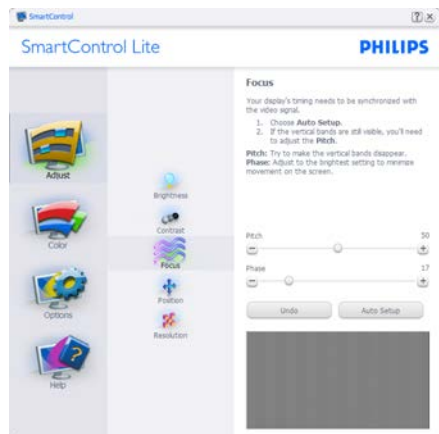 SmartControl
SmartControl Lite
PHILIPS
Adjust
Color
Options
Help
Brightness
Contrast
Focus
Position
Resolution
Focus
Your display's timing needs to be synchronized with
the video signal.
1. Choose Auto Setup.
2. If the vertical bands are still visible, you'll need
to adjust the Pitch.
Pitch: Try to make the vertical bands disappear.
Phase: Adjust to the brightest setting to minimize
movement on the screen.
Pitch 50
Phase 17
Undo Auto Setup